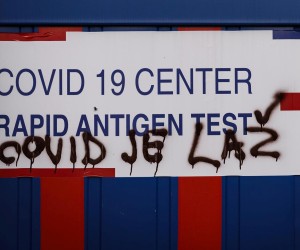 COVID 19 CENTER
RAPID ANTIGEN TEST
COVID JE LAŽ